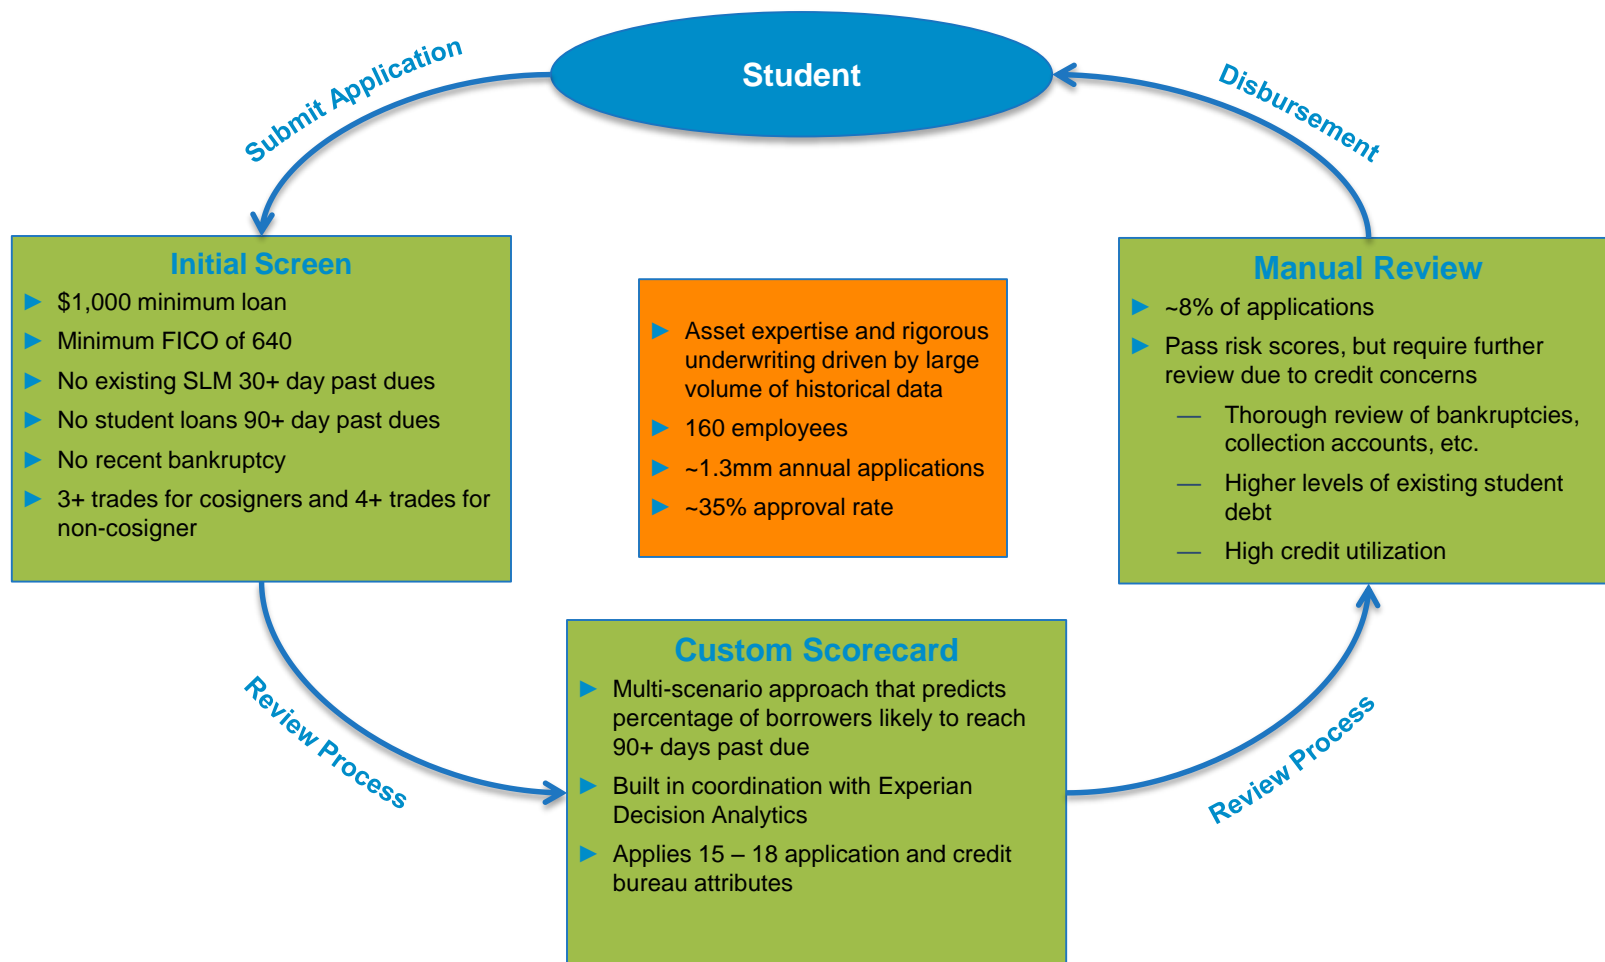 Student
Submit Application
Disbursement
Initial Screen
► $1,000 minimum loan
► Minimum FICO of 640
► No existing SLM 30+ day past dues
► No student loans 90+ day past dues
► No recent bankruptcy
► 3+ trades for cosigners and 4+ trades for
non-cosigner
► Asset expertise and rigorous
underwriting driven by large
volume of historical data
► 160 employees
► ~1.3mm annual applications
► ~35% approval rate
Manual Review
► ~8% of applications
► Pass risk scores, but require further
review due to credit concerns
— Thorough review of bankruptcies,
collection accounts, etc.
— Higher levels of existing student
debt
— High credit utilization
Review Process
Custom Scorecard
► Multi-scenario approach that predicts
percentage of borrowers likely to reach
90+ days past due
► Built in coordination with Experian
Decision Analytics
► Applies 15 – 18 application and credit
bureau attributes
Review Process